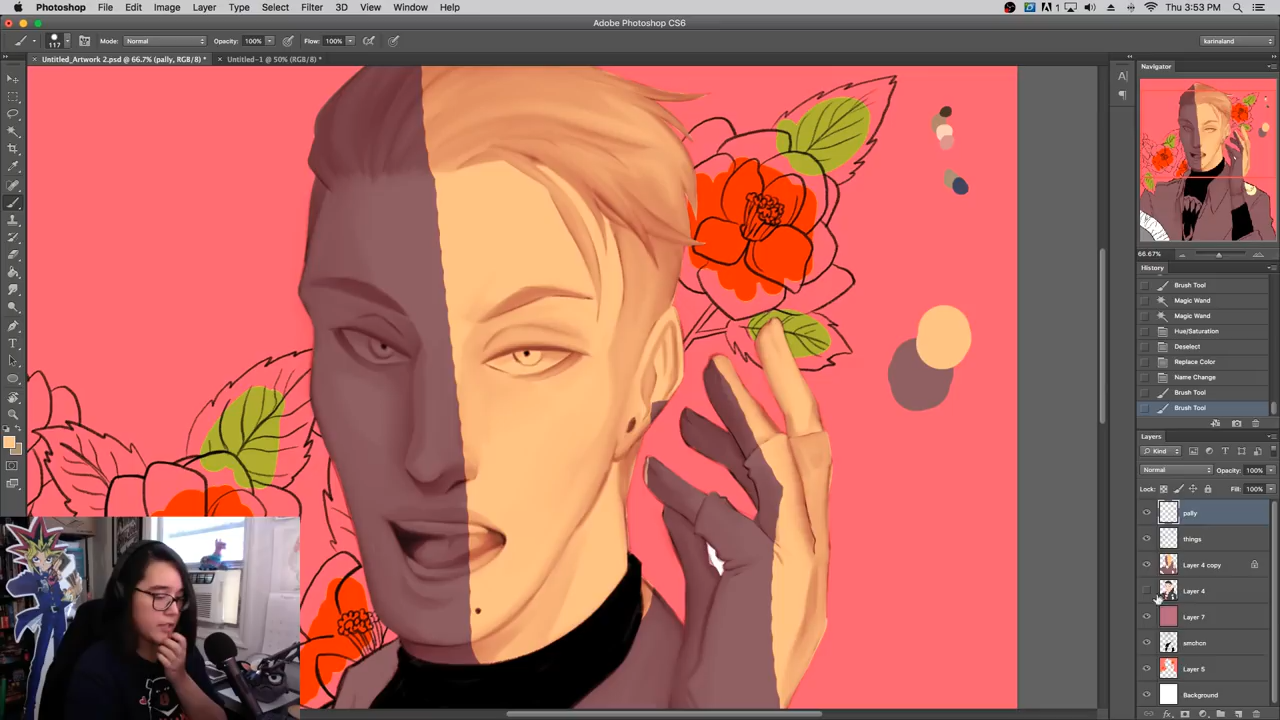 Photoshop File Edit Image Layer Type Select Filter 3D View Window Help
1
Thu 3:53 PM
Adobe Photoshop CS6
117
Mode: Normal
Opacity: 100%
Flow: 100%
karinaland
Untitled_Artwork 2.psd @ 66.7% (pally, RGB/8) *
Untitled-1 @ 50% (RGB/8) *
Navigator
66.67%
History
Brush Tool
Magic Wand
Magic Wand
Hue/Saturation
Deselect
Replace Color
Name Change
Brush Tool
Brush Tool
Layers
Kind
Normal
Opacity: 100%
Lock:
Fill: 100%
pally
things
Layer 4 copy
Layer 4
Layer 7
smchcn
Layer 5
Background